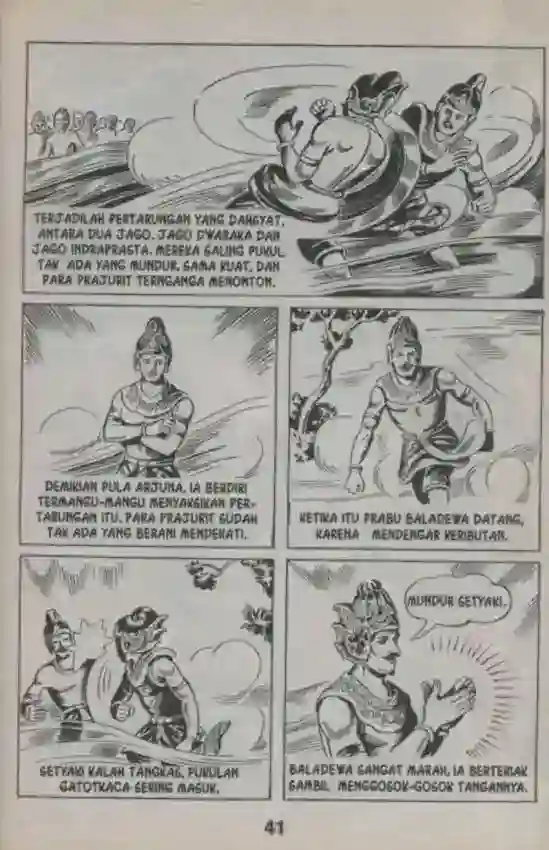 TERJADILAH PERTARUNGAN YANG DAHSYAT,
ANTARA DUA JAGO. JAGO DWARAKA DAN
JAGO INDRAPRASTA. MEREKA SALING PUKUL
TAK ADA YANG MUNDUR. SAMA KUAT, DAN
PARA PRAJURIT TERNGANGA MENONTON.
DEMIKIAN PULA ARJUNA. IA BERDIRI
TERMANGU-MANGU MENYAKSIKAN PER-
TARUNGAN ITU. PARA PRAJURIT SUDAH
TAK ADA YANG BERANI MENDEKATI.
KETIKA ITU PRABU BALADEWA DATANG,
KARENA MENDENGAR KERIBUTAN.
SETYAKI KALAH TANGKAS, PUKULAN
GATOTKACA SERING MASUK.
MUNDUR SETYAKI.
BALADEWA SANGAT MARAH, IA BERTERIAK
SAMBIL MENGGOSOK-GOSOK TANGANNYA.
41